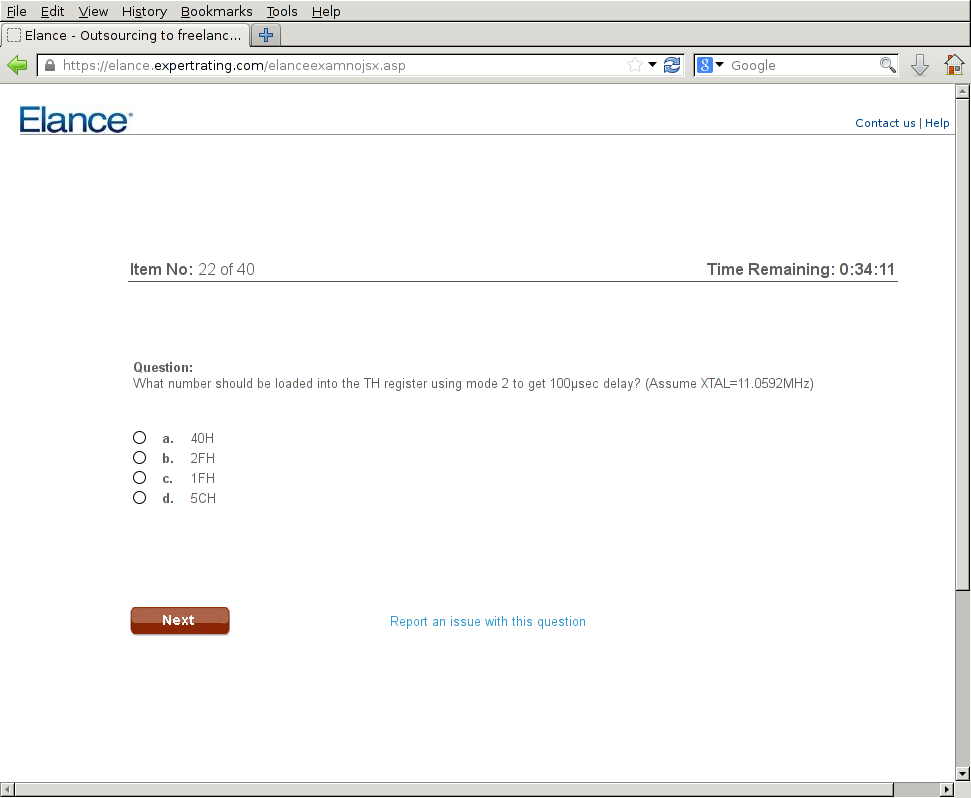 File Edit View History Bookmarks Tools Help
Elance - Outsourcing to freelanc...
https://elance.expertrating.com/elanceexamnojsx.asp
8 Google
Elance
Contact us | Help
Item No: 22 of 40
Time Remaining: 0:34:11
Question:
What number should be loaded into the TH register using mode 2 to get 100µsec delay? (Assume XTAL=11.0592MHz)
a. 40H
b. 2FH
c. 1FH
d. 5CH
Next
Report an issue with this question